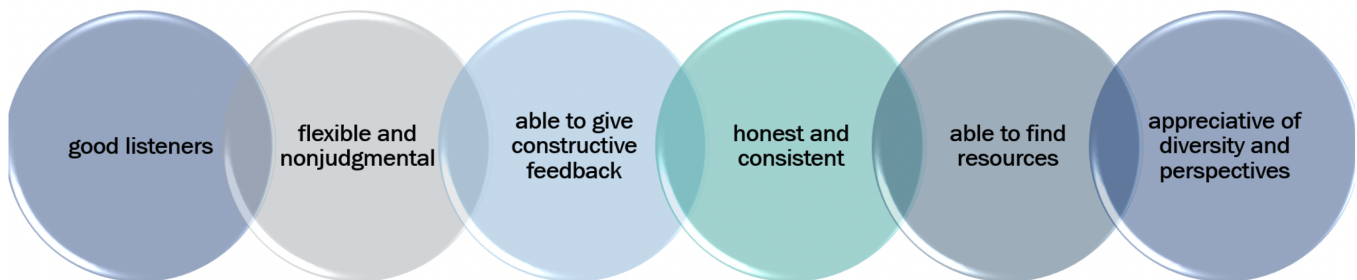 good listeners
flexible and
nonjudgmental
able to give
constructive
feedback
honest and
consistent
able to find
resources
appreciative of
diversity and
perspectives